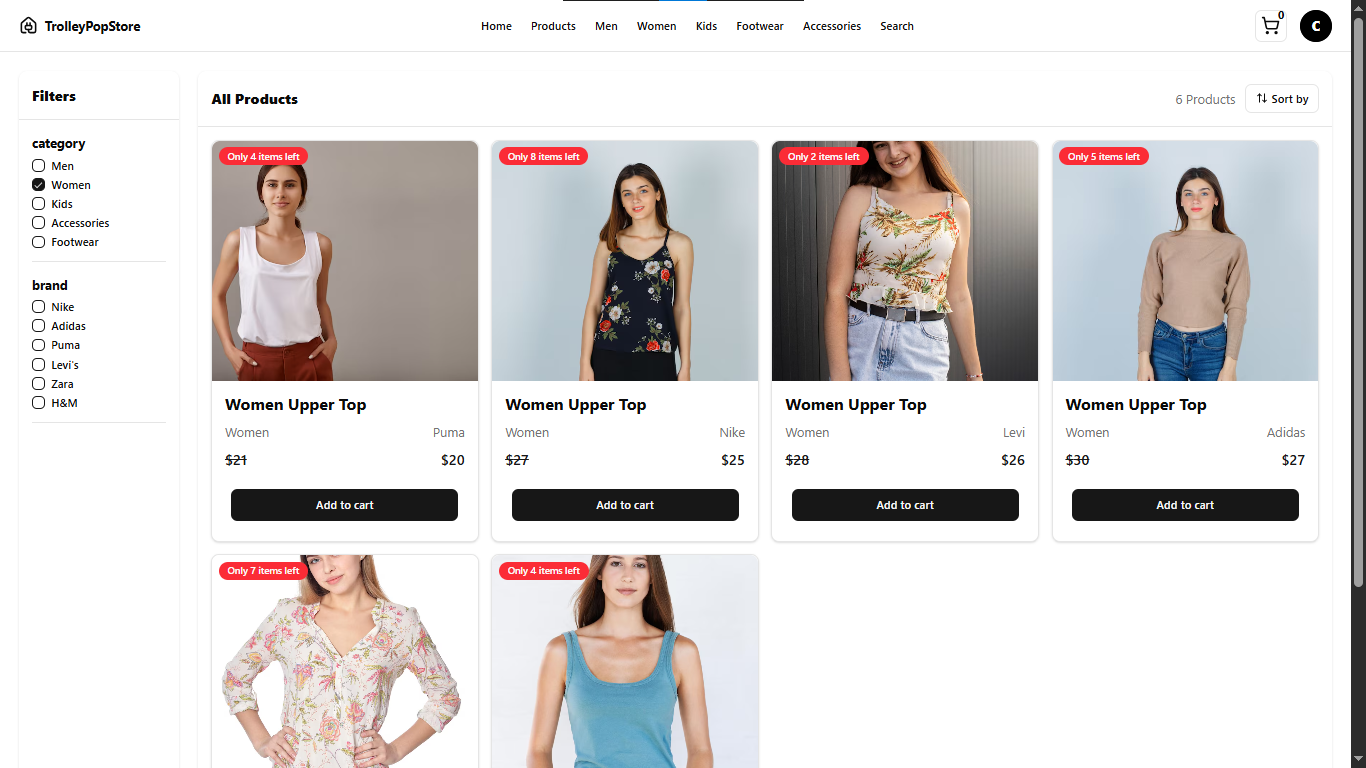 TrolleyPopStore
Home Products Men Women Kids Footwear Accessories Search
0
C
Filters
category
Men
Women
Kids
Accessories
Footwear
brand
Nike
Adidas
Puma
Levi's
Zara
H&M
All Products
6 Products
Sort by
Only 4 items left
Women Upper Top
Women Puma
$21 $20
Add to cart
Only 8 items left
Women Upper Top
Women Nike
$27 $25
Add to cart
Only 2 items left
Women Upper Top
Women Levi
$28 $26
Add to cart
Only 5 items left
Women Upper Top
Women Adidas
$30 $27
Add to cart
Only 7 items left
Only 4 items left